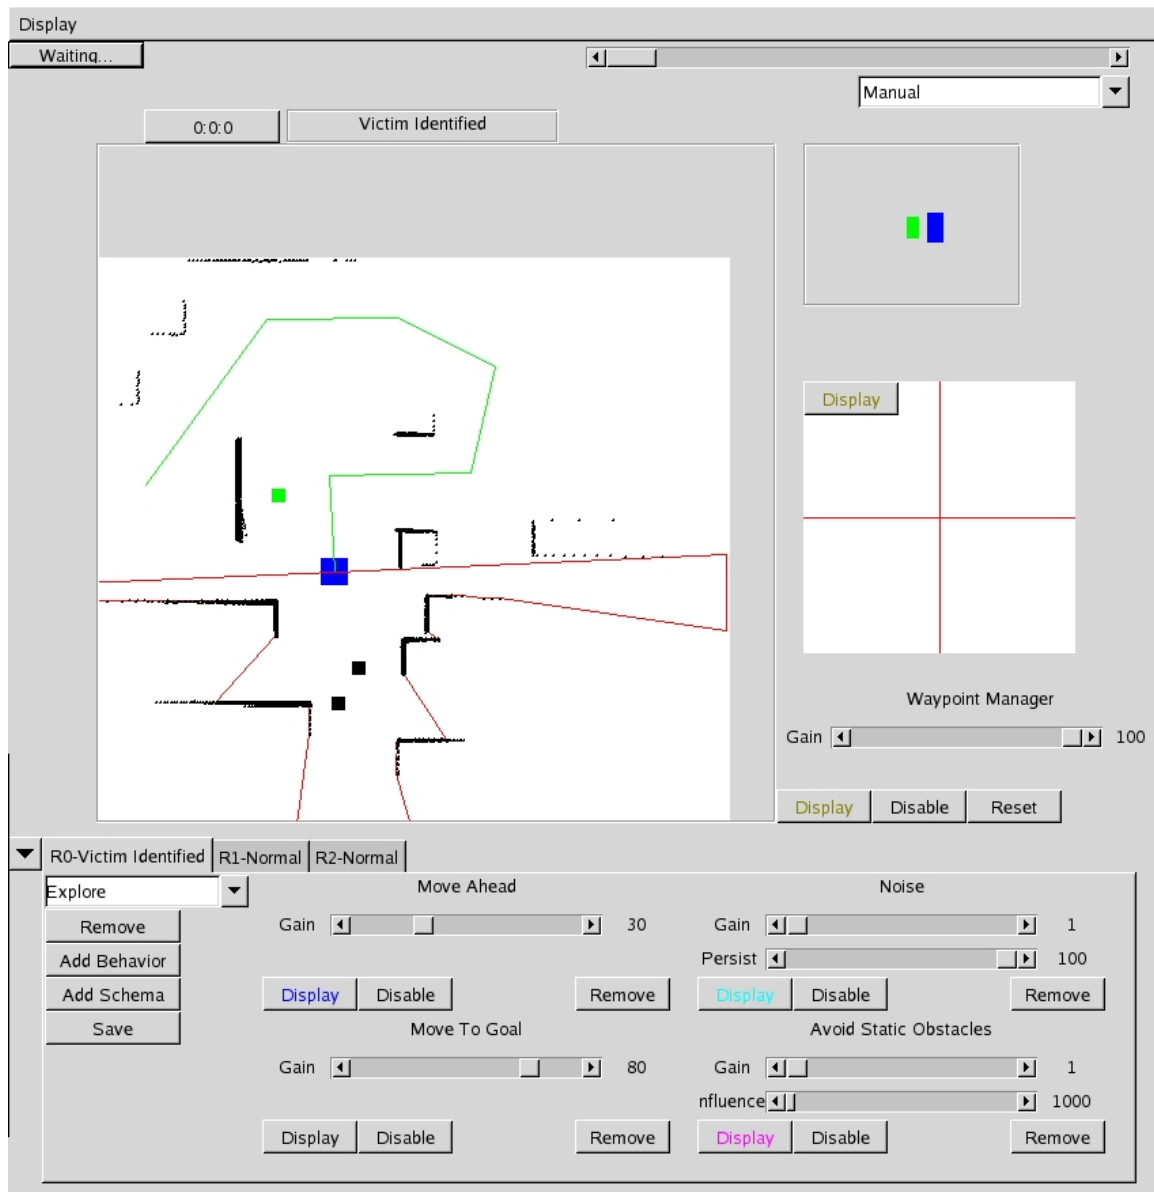 Display
Waiting...
Manual
0:0:0 Victim Identified
Display
Waypoint Manager
Gain 100
Display Disable Reset
R0-Victim Identified R1-Normal R2-Normal
Explore Move Ahead Noise
Remove Gain 30 Gain 1
Add Behavior Persist 100
Add Schema Display Disable Remove Display Disable Remove
Save Move To Goal Avoid Static Obstacles
Gain 80 Gain 1
nfluence 1000
Display Disable Remove Display Disable Remove